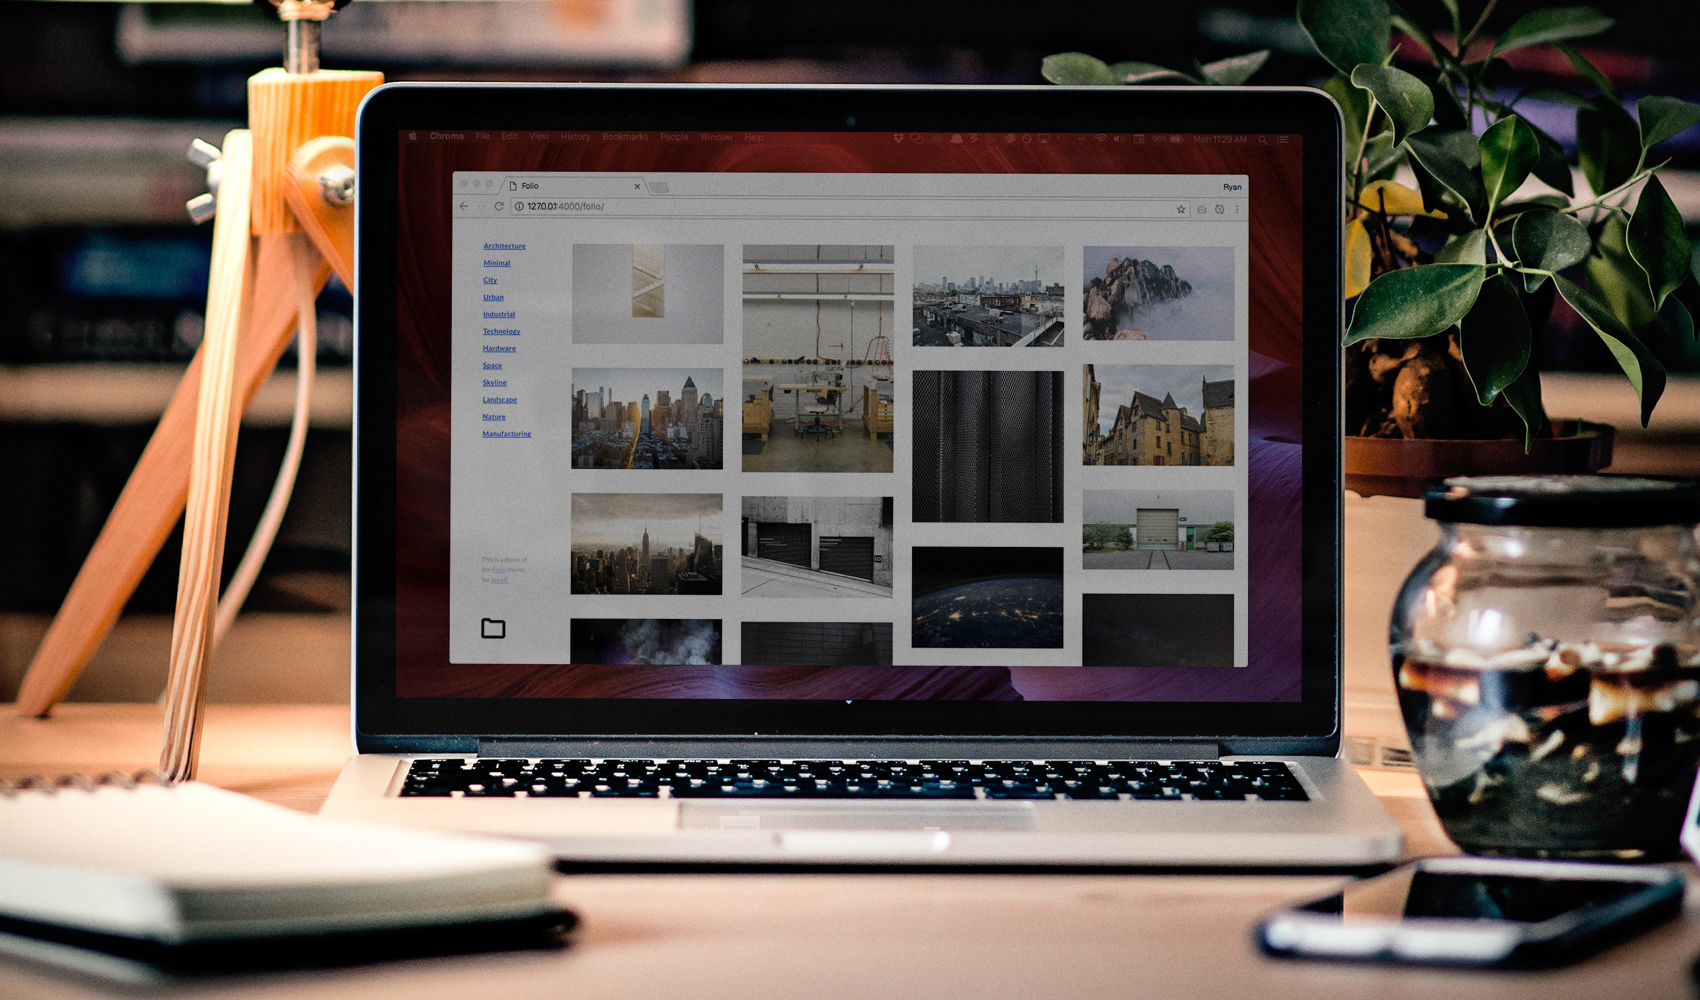 Chrome File Edit View History Bookmarks People Window Help 98% Mon 11:29 AM
Folio Ryan
127.0.0.1:4000/folio/
Architecture
Minimal
City
Urban
Industrial
Technology
Hardware
Space
Skyline
Landscape
Nature
Manufacturing
This is a demo of
the Folio theme
for Jekyll.